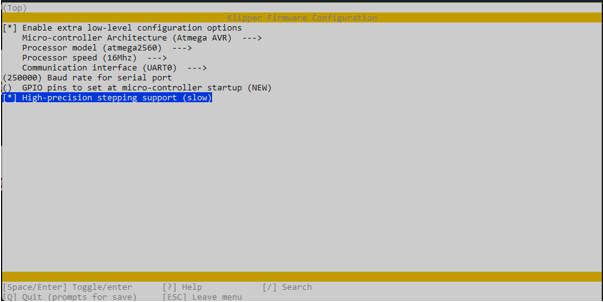 (Top)
Klipper Firmware Configuration
[*] Enable extra low-level configuration options
Micro-controller Architecture (Atmega AVR) --->
Processor model (atmega2560) --->
Processor speed (16Mhz) --->
Communication interface (UART0) --->
(250000) Baud rate for serial port
() GPIO pins to set at micro-controller startup (NEW)
[*] High-precision stepping support (slow)
[Space/Enter] Toggle/enter [?] Help [/] Search
[Q] Quit (prompts for save) [ESC] Leave menu